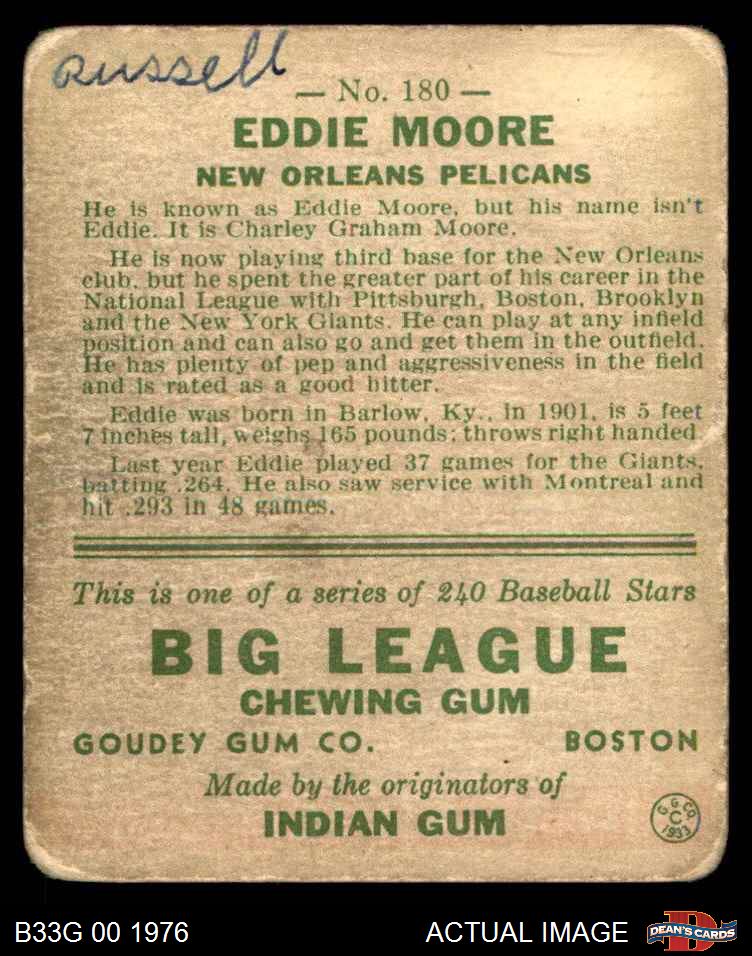 Russell
— No. 180 —
EDDIE MOORE
NEW ORLEANS PELICANS
He is known as Eddie Moore, but his name isn't
Eddie. It is Charley Graham Moore.
He is now playing third base for the New Orleans
club, but he spent the greater part of his career in the
National League with Pittsburgh, Boston, Brooklyn
and the New York Giants. He can play at any infield
position and can also go and get them in the outfield.
He has plenty of pep and aggressiveness in the field
and is rated as a good hitter.
Eddie was born in Barlow, Ky., in 1901, is 5 feet
7 inches tall, weighs 165 pounds; throws right handed
Last year Eddie played 37 games for the Giants,
batting .264. He also saw service with Montreal and
hit .293 in 48 games.
This is one of a series of 240 Baseball Stars
BIG LEAGUE
CHEWING GUM
GOUDEY GUM CO. BOSTON
Made by the originators of
INDIAN GUM
G. G. CO.
C
1933
B33G 00 1976 ACTUAL IMAGE D DEAN'S CARDS